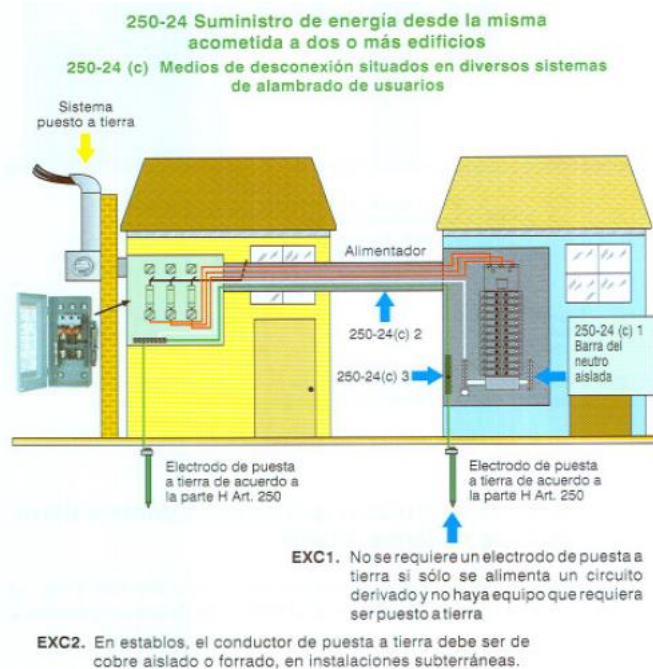 250-24 Suministro de energía desde la misma
acometida a dos o más edificios
250-24 (c) Medios de desconexión situados en diversos sistemas
de alambrado de usuarios
Sistema
puesto a tierra
Alimentador
250-24(c) 2
250-24(c) 3
250-24 (c) 1
Barra del
neutro
aislada
Electrodo de puesta
a tierra de acuerdo a
la parte H Art. 250
Electrodo de puesta
a tierra de acuerdo a
la parte H Art. 250
EXC1. No se requiere un electrodo de puesta a
tierra si sólo se alimenta un circuito
derivado y no haya equipo que requiera
ser puesto a tierra
EXC2. En establos, el conductor de puesta a tierra debe ser de
cobre aislado o forrado, en instalaciones subterráneas.